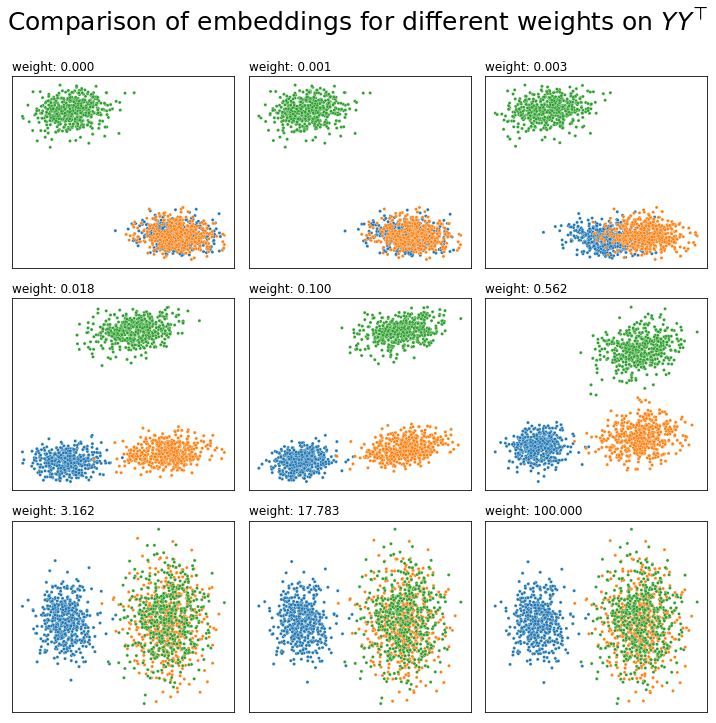 Comparison of embeddings for different weights on $YY^\top$
weight: 0.000
weight: 0.001
weight: 0.003
weight: 0.018
weight: 0.100
weight: 0.562
weight: 3.162
weight: 17.783
weight: 100.000